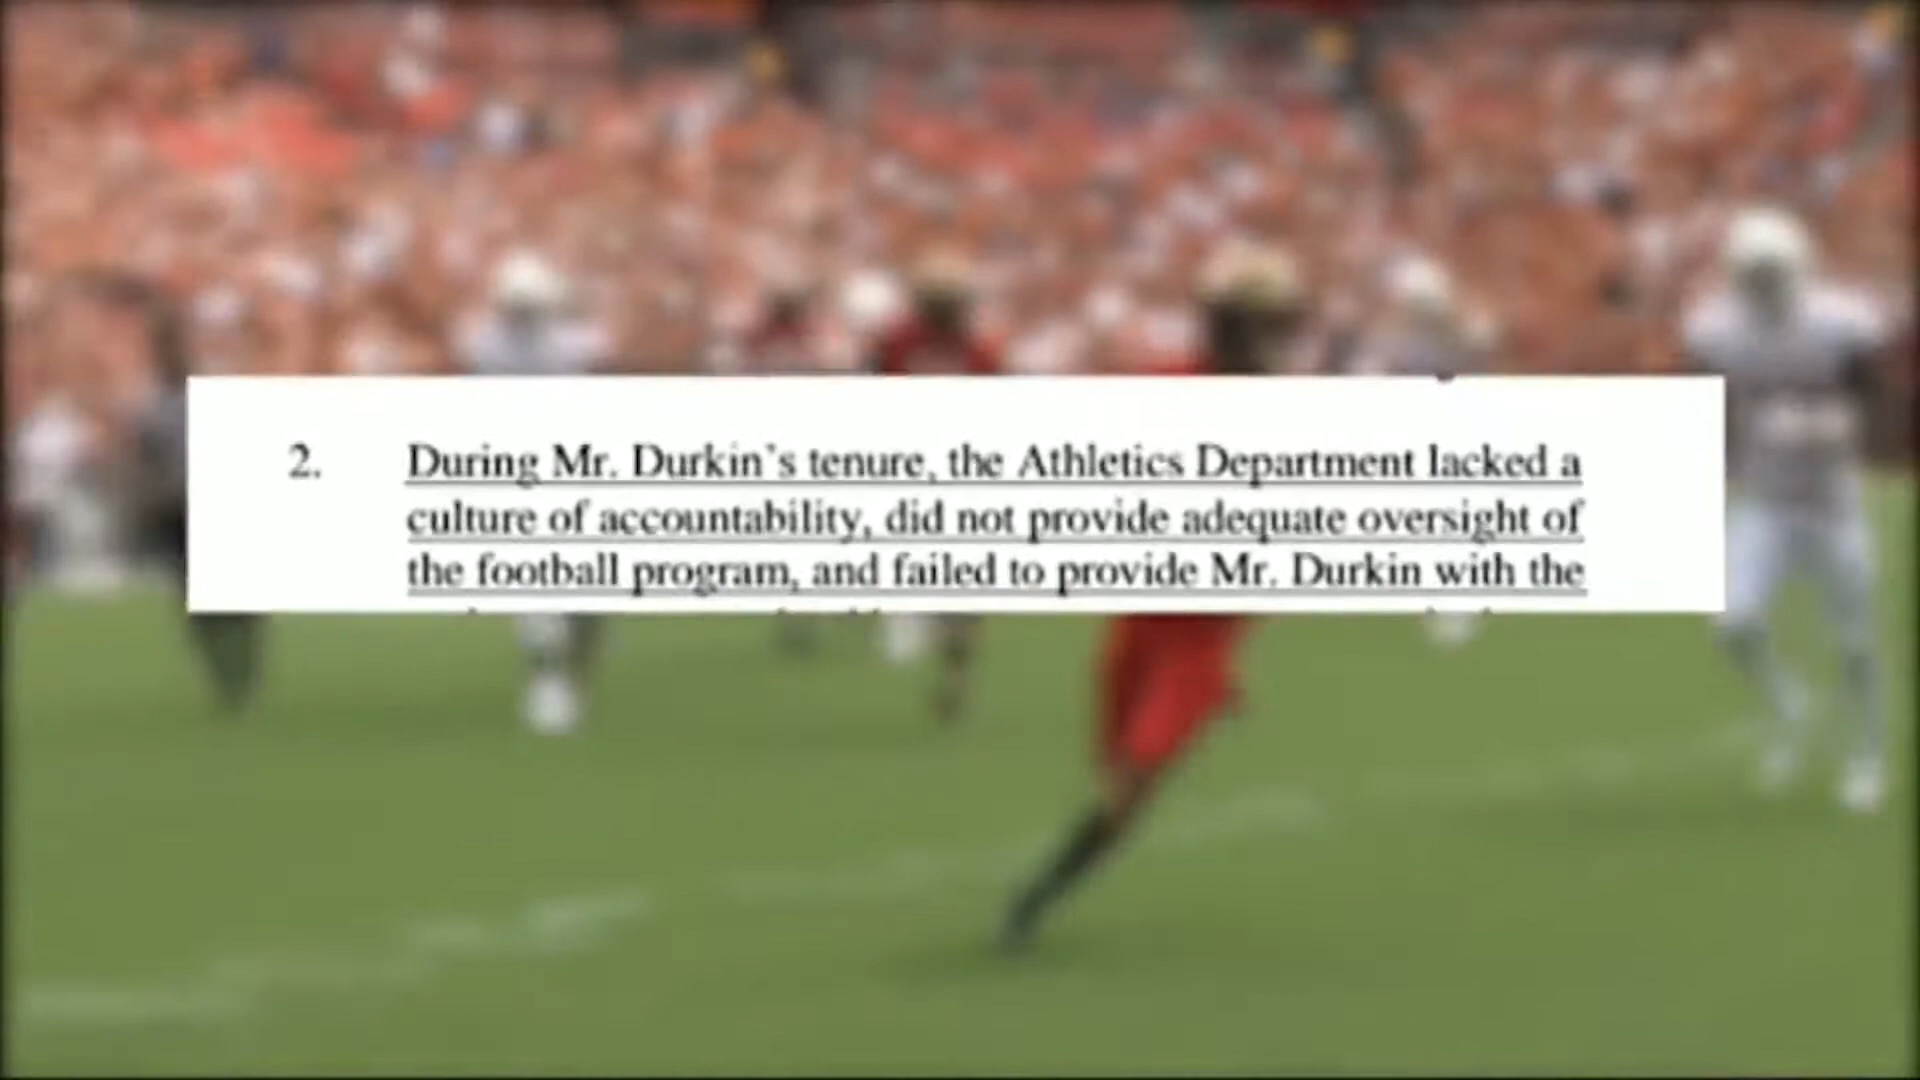 2. During Mr. Durkin's tenure, the Athletics Department lacked a
culture of accountability, did not provide adequate oversight of
the football program, and failed to provide Mr. Durkin with the